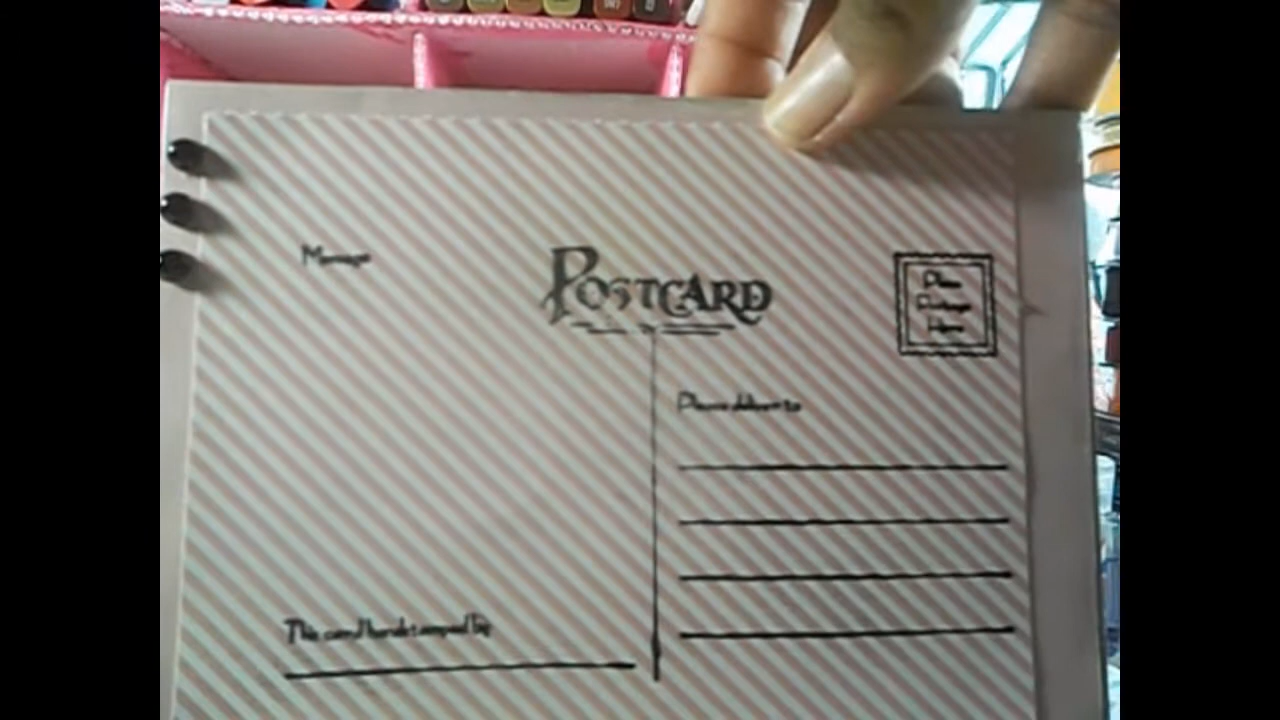 Message
POSTCARD
Place
Postage
Here
Please deliver to
This card handstamped by